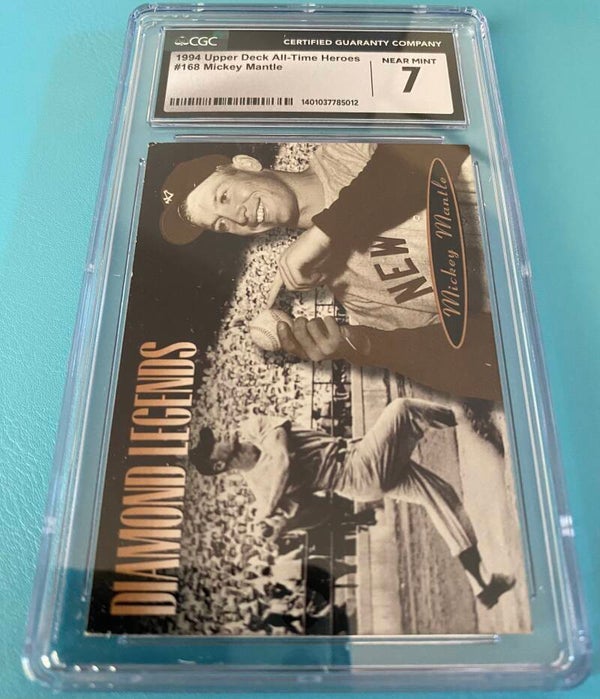 CGC
CERTIFIED GUARANTY COMPANY
1994 Upper Deck All-Time Heroes
#168 Mickey Mantle
NEAR MINT
7
1401037785012
NEW
Mickey Mantle
DIAMOND LEGENDS